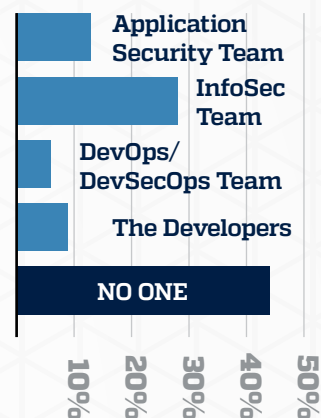 Application
Security Team
InfoSec
Team
DevOps/
DevSecOps Team
The Developers
NO ONE
10%
20%
30%
40%
50%